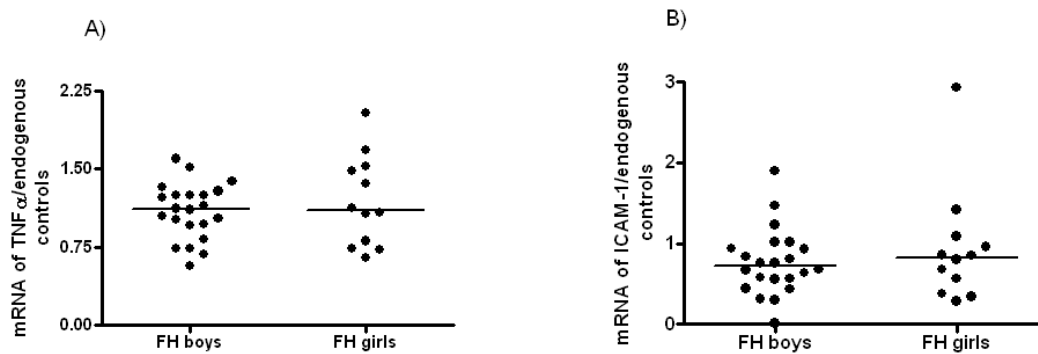 A)
mRNA of TNFα/endogenous
controls
2.25
1.50
0.75
0.00
FH boys
FH girls
B)
mRNA of ICAM-1/endogenous
controls
3
2
1
0
FH boys
FH girls